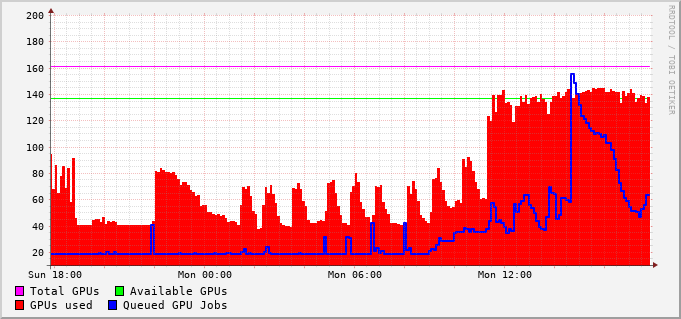 200
180
160
140
120
100
80
60
40
20
Sun 18:00 Mon 00:00 Mon 06:00 Mon 12:00
Total GPUs Available GPUs
GPUs used Queued GPU Jobs
RRDTOOL / TOBI OETIKER